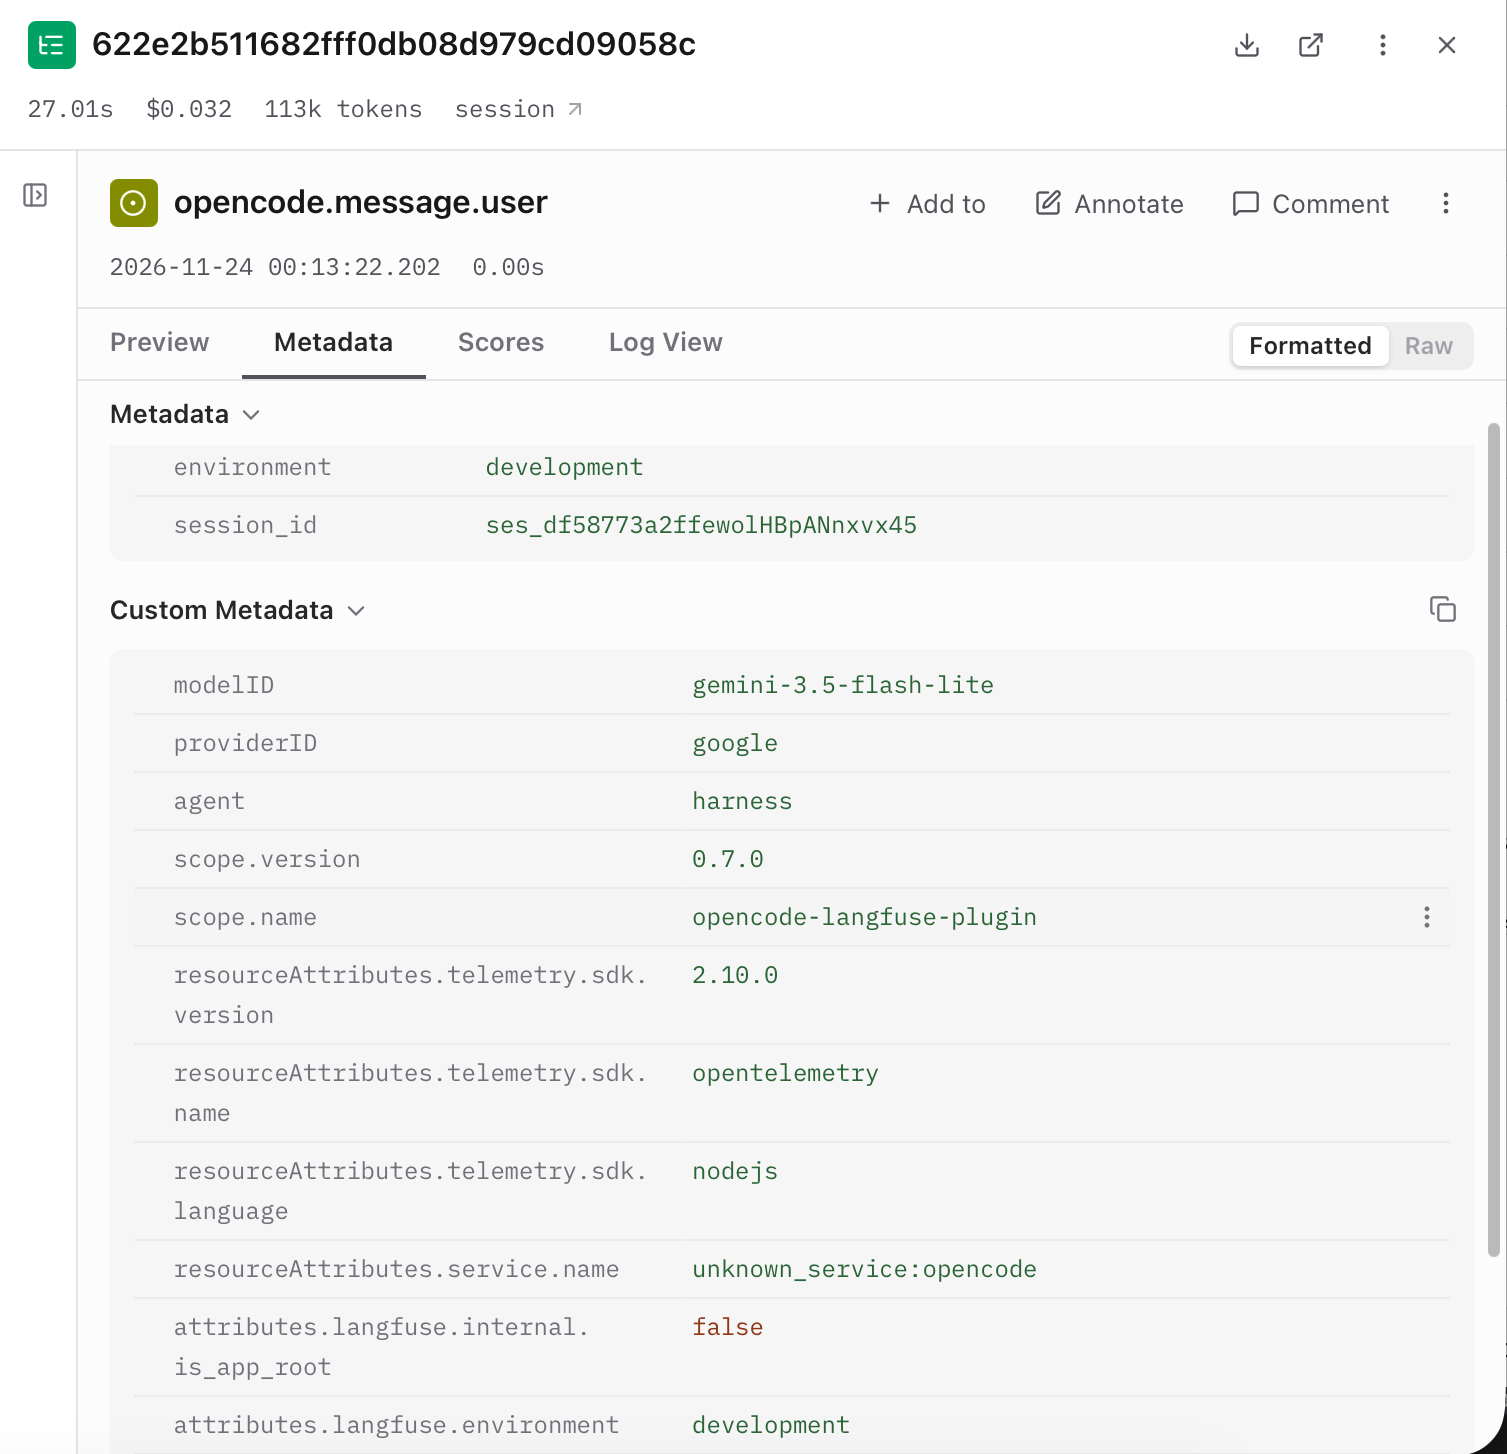 622e2b511682fff0db08d979cd09058c
27.01s $0.032 113k tokens session
opencode.message.user
Add to Annotate Comment
2026-11-24 00:13:22.202 0.00s
Preview Metadata Scores Log View Formatted Raw
Metadata
environment development
session_id ses_df58773a2ffewolHBpANnxvx45
Custom Metadata
modelID gemini-3.5-flash-lite
providerID google
agent harness
scope.version 0.7.0
scope.name opencode-langfuse-plugin
resourceAttributes.telemetry.sdk. 2.10.0
version
resourceAttributes.telemetry.sdk. opentelemetry
name
resourceAttributes.telemetry.sdk. nodejs
language
resourceAttributes.service.name unknown_service:opencode
attributes.langfuse.internal. false
is_app_root
attributes.langfuse.environment development